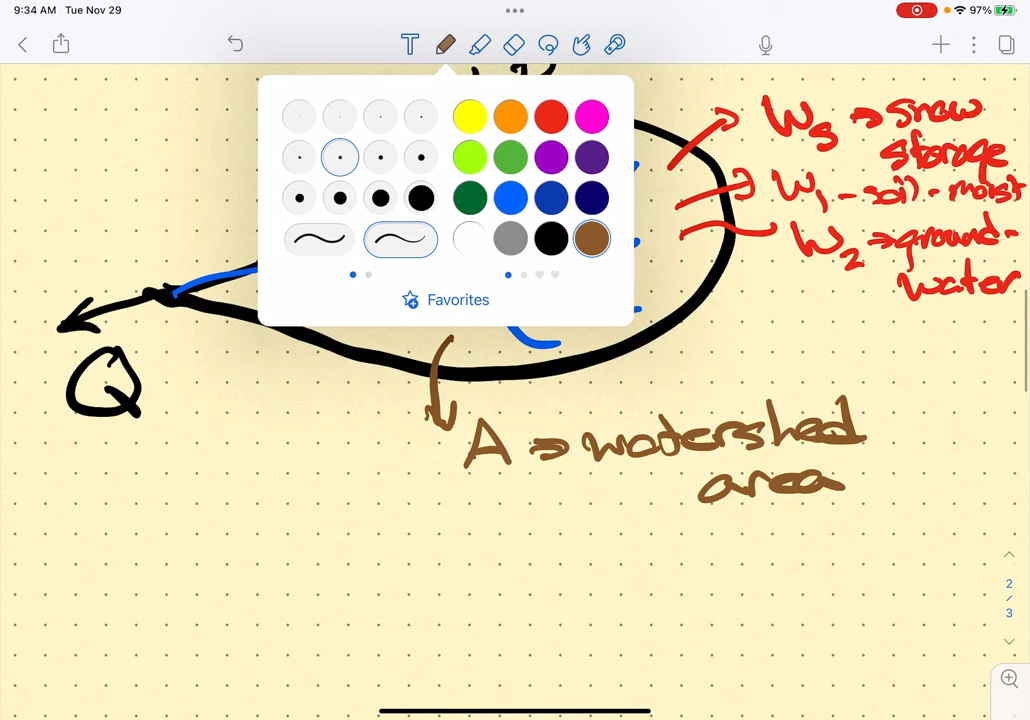 9:34 AM Tue Nov 29
97%
T
Ws => snow
storage
W1 - soil - moist
W2 => ground-
water
Favorites
Q
A => watershed
area
2
/
3